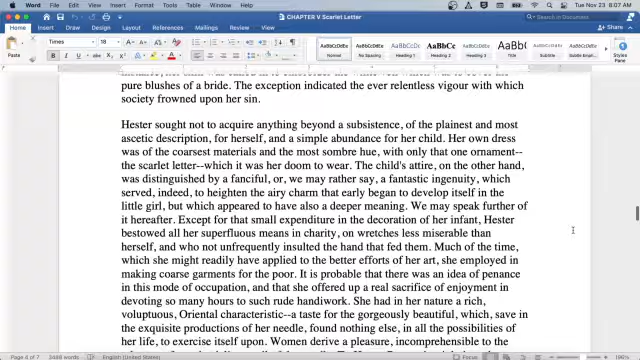 Word File Edit View Insert Format Tools Table Window Help Tue Nov 23 8:07 AM
CHAPTER V Scarlet Letter Search in Document
Home Insert Draw Design Layout References Mailings Review View Share
Paste Times 18 Normal No Spacing Heading 1 Heading 2 Heading 3 Title Subtitle Subtle Emph... Styles Pane
pure blushes of a bride. The exception indicated the ever relentless vigour with which
society frowned upon her sin.
Hester sought not to acquire anything beyond a subsistence, of the plainest and most
ascetic description, for herself, and a simple abundance for her child. Her own dress
was of the coarsest materials and the most sombre hue, with only that one ornament--
the scarlet letter--which it was her doom to wear. The child's attire, on the other hand,
was distinguished by a fanciful, or, we may rather say, a fantastic ingenuity, which
served, indeed, to heighten the airy charm that early began to develop itself in the
little girl, but which appeared to have also a deeper meaning. We may speak further of
it hereafter. Except for that small expenditure in the decoration of her infant, Hester
bestowed all her superfluous means in charity, on wretches less miserable than
herself, and who not unfrequently insulted the hand that fed them. Much of the time,
which she might readily have applied to the better efforts of her art, she employed in
making coarse garments for the poor. It is probable that there was an idea of penance
in this mode of occupation, and that she offered up a real sacrifice of enjoyment in
devoting so many hours to such rude handiwork. She had in her nature a rich,
voluptuous, Oriental characteristic--a taste for the gorgeously beautiful, which, save in
the exquisite productions of her needle, found nothing else, in all the possibilities of
her life, to exercise itself upon. Women derive a pleasure, incomprehensible to the
Page 4 of 7 English (United States) Focus